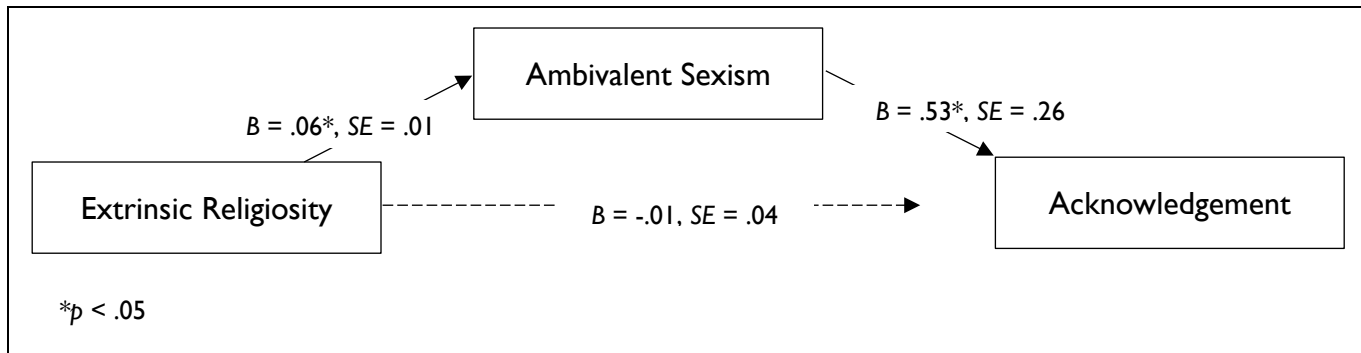 Ambivalent Sexism
B = .06*, SE = .01
B = .53*, SE = .26
Extrinsic Religiosity
B = -.01, SE = .04
Acknowledgement
*p < .05